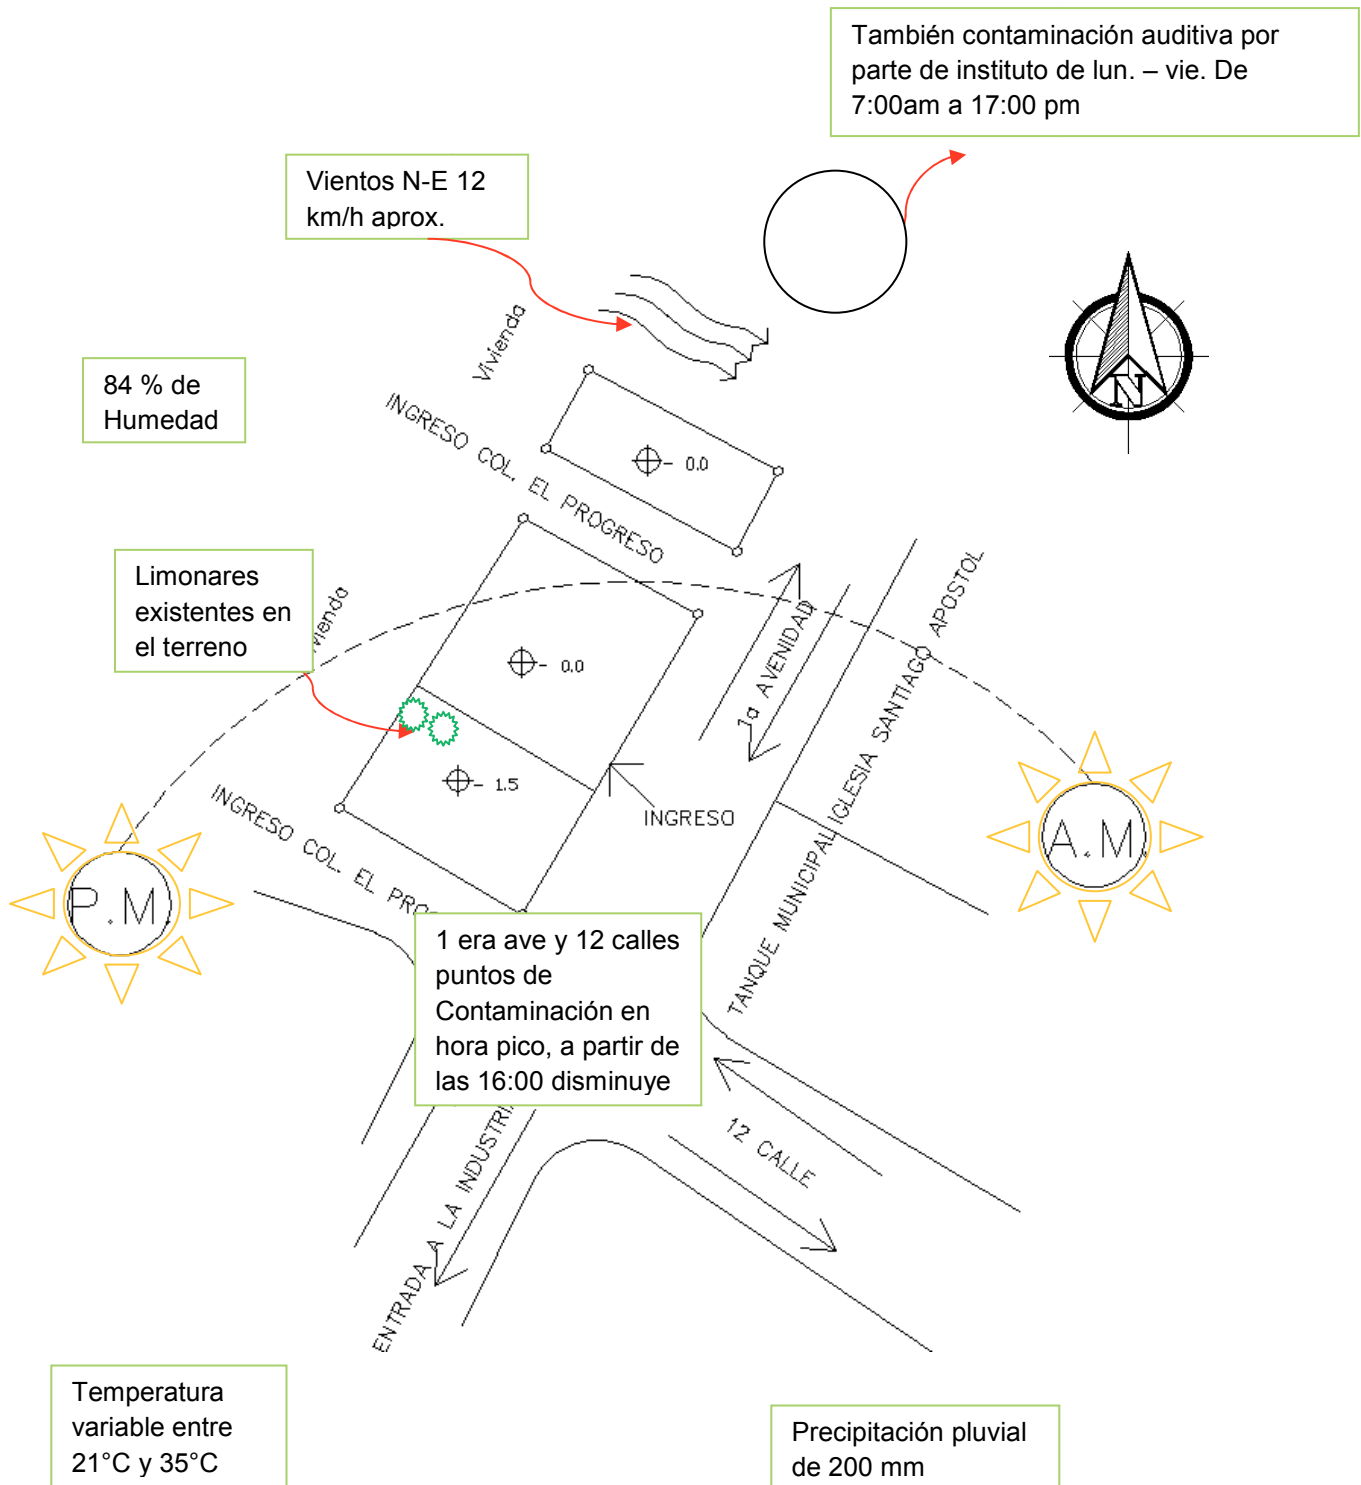 También contaminación auditiva por
parte de instituto de lun. – vie. De
7:00am a 17:00 pm
Vientos N-E 12
km/h aprox.
Vivienda
84 % de
Humedad
N
INGRESO COL. EL PROGRESO
- 0.0
Limonares
existentes en
el terreno
- 0.0
1a AVENIDAD
IGLESIA SANTIAGO APOSTOL
- 1.5
INGRESO
INGRESO COL. EL
TANQUE MUNICIPAL
P.M.
A.M.
1 era ave y 12 calles
puntos de
Contaminación en
hora pico, a partir de
las 16:00 disminuye
12 CALLE
ENTRADA A LA
Temperatura
variable entre
21°C y 35°C
Precipitación pluvial
de 200 mm